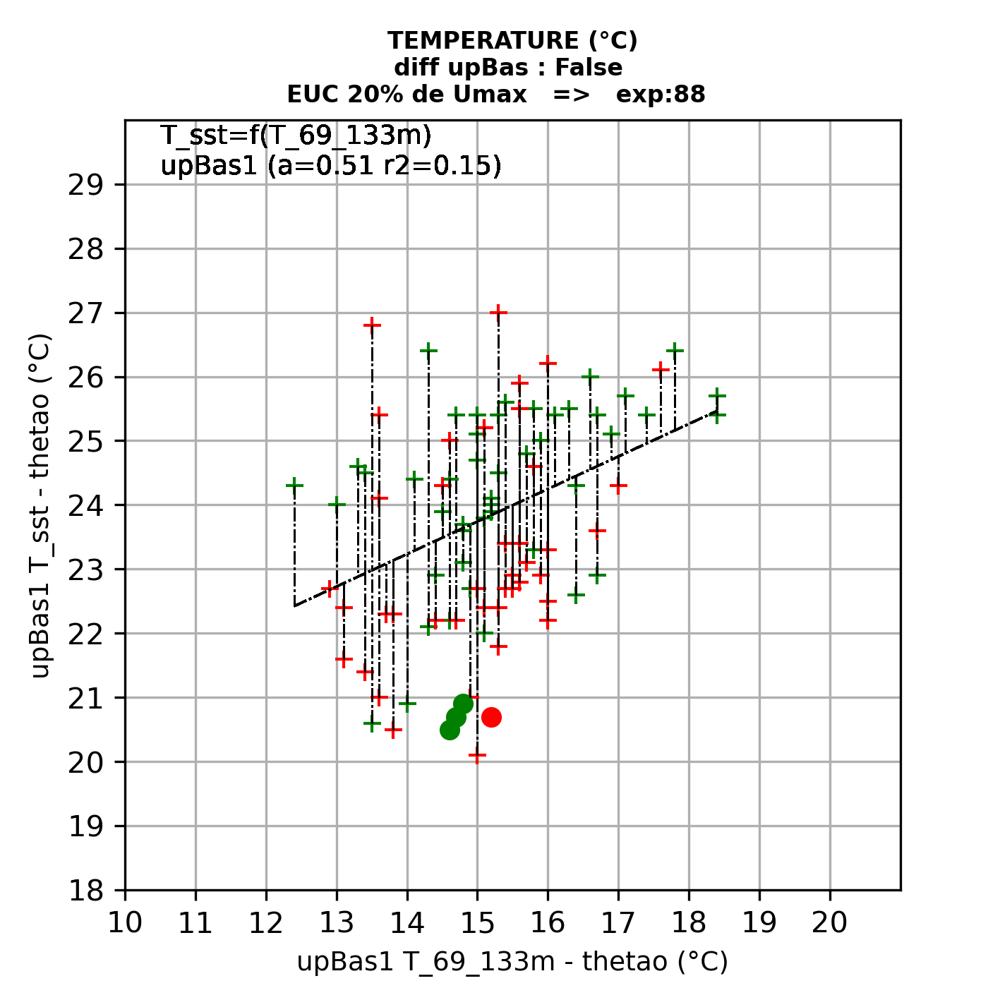 TEMPERATURE (°C)
diff upBas : False
EUC 20% de Umax   =>   exp:88
T_sst=f(T_69_133m)
upBas1 (a=0.51 r2=0.15)
29
28
27
26
25
24
23
22
21
20
19
18
upBas1 T_sst - thetao (°C)
10 11 12 13 14 15 16 17 18 19 20
upBas1 T_69_133m - thetao (°C)